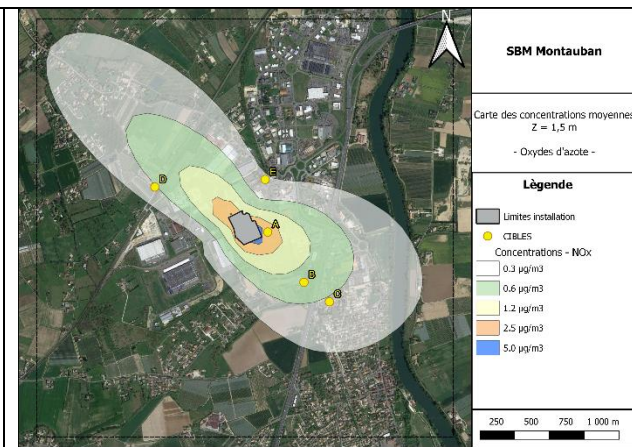 N
E
D
A
B
C
SBM Montauban
Carte des concentrations moyennes
Z = 1,5 m
- Oxydes d'azote -
Lègende
Limites installation
CIBLES
Concentrations - NOx
0.3 µg/m3
0.6 µg/m3
1.2 µg/m3
2.5 µg/m3
5.0 µg/m3
250 500 750 1 000 m